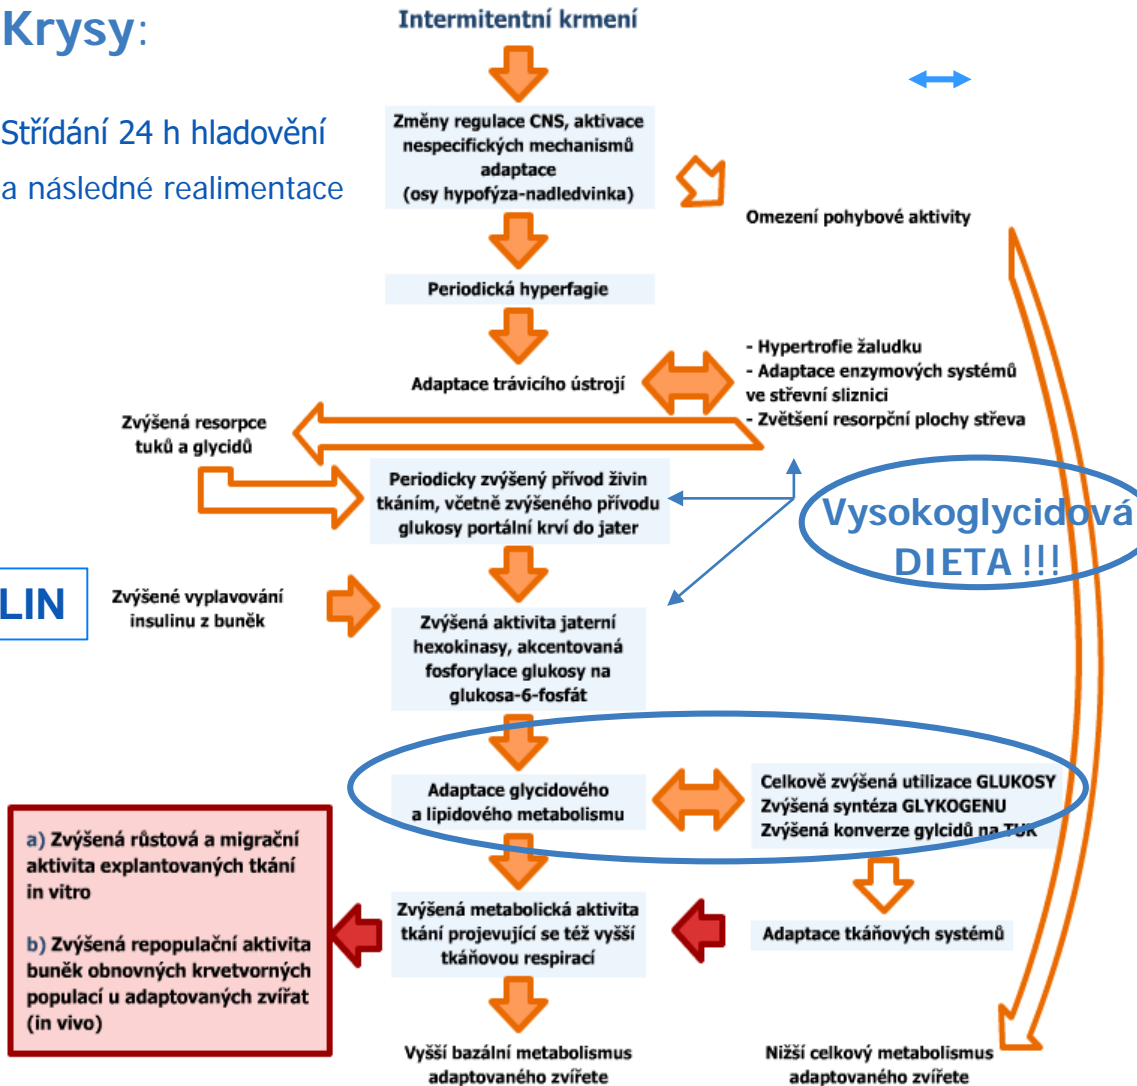 Krysy:
Střídání 24 h hladovění
a následné realimentace
Intermitentní krmení
Změny regulace CNS, aktivace
nespecifických mechanismů
adaptace
(osy hypofýza-nadledvinka)
Omezení pohybové aktivity
Periodická hyperfagie
Adaptace trávicího ústrojí
- Hypertrofie žaludku
- Adaptace enzymových systémů
ve střevní sliznici
- Zvětšení resorpční plochy střeva
Zvýšená resorpce
tuků a glycidů
Periodicky zvýšený přívod živin
tkáním, včetně zvýšeného přívodu
glukosy portální krví do jater
Vysokoglycidová
DIETA !!!
LIN
Zvýšené vyplavování
insulinu z buněk
Zvýšená aktivita jaterní
hexokinasy, akcentovaná
fosforylace glukosy na
glukosa-6-fosfát
Adaptace glycidového
a lipidového metabolismu
Celkově zvýšená utilizace GLUKOSY
Zvýšená syntéza GLYKOGENU
Zvýšená konverze gylcidů na TUK
a) Zvýšená růstová a migrační
aktivita explantovaných tkání
in vitro
b) Zvýšená repopulační aktivita
buněk obnovných krvetvorných
populací u adaptovaných zvířat
(in vivo)
Zvýšená metabolická aktivita
tkání projevující se též vyšší
tkáňovou respirací
Adaptace tkáňových systémů
Vyšší bazální metabolismus
adaptovaného zvířete
Nižší celkový metabolismus
adaptovaného zvířete